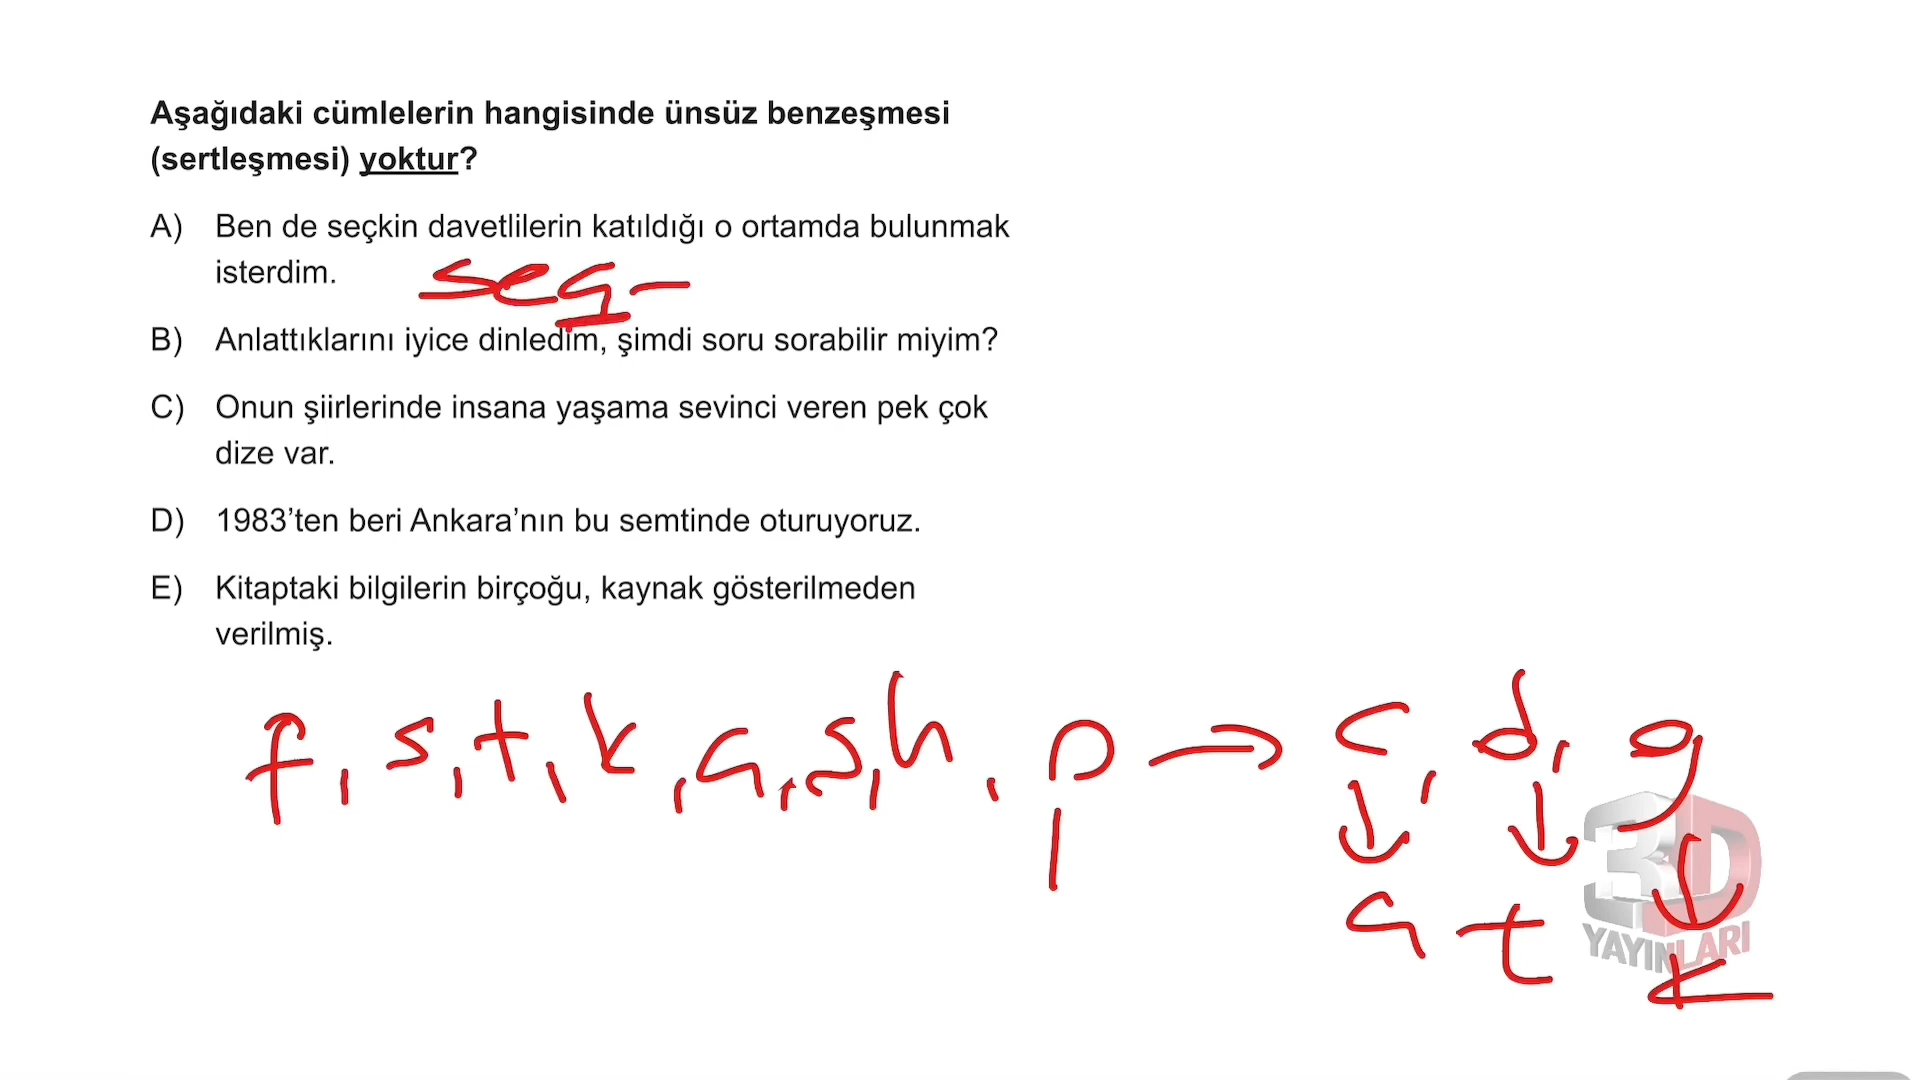 Aşağıdaki cümlelerin hangisinde ünsüz benzeşmesi
(sertleşmesi) yoktur?
A) Ben de seçkin davetlilerin katıldığı o ortamda bulunmak
isterdim.
seç-
B) Anlattıklarını iyice dinledim, şimdi soru sorabilir miyim?
C) Onun şiirlerinde insana yaşama sevinci veren pek çok
dize var.
D) 1983’ten beri Ankara’nın bu semtinde oturuyoruz.
E) Kitaptaki bilgilerin birçoğu, kaynak gösterilmeden
verilmiş.
f, s, t, k, ç, ş, h, p → c, d, g
ç t k
3D
YAYINLARI